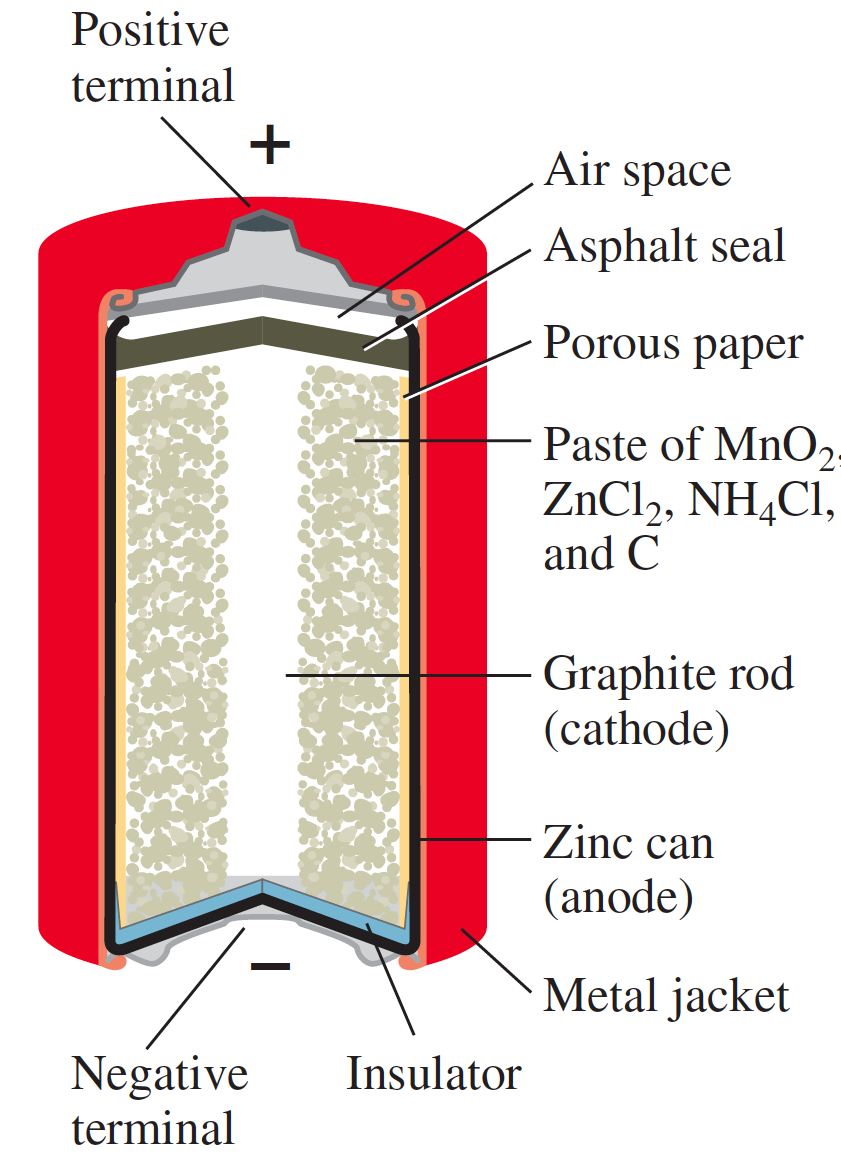 Positive
terminal
+
Air space
Asphalt seal
Porous paper
Paste of MnO₂,
ZnCl₂, NH₄Cl,
and C
Graphite rod
(cathode)
Zinc can
(anode)
Metal jacket
−
Negative
terminal
Insulator